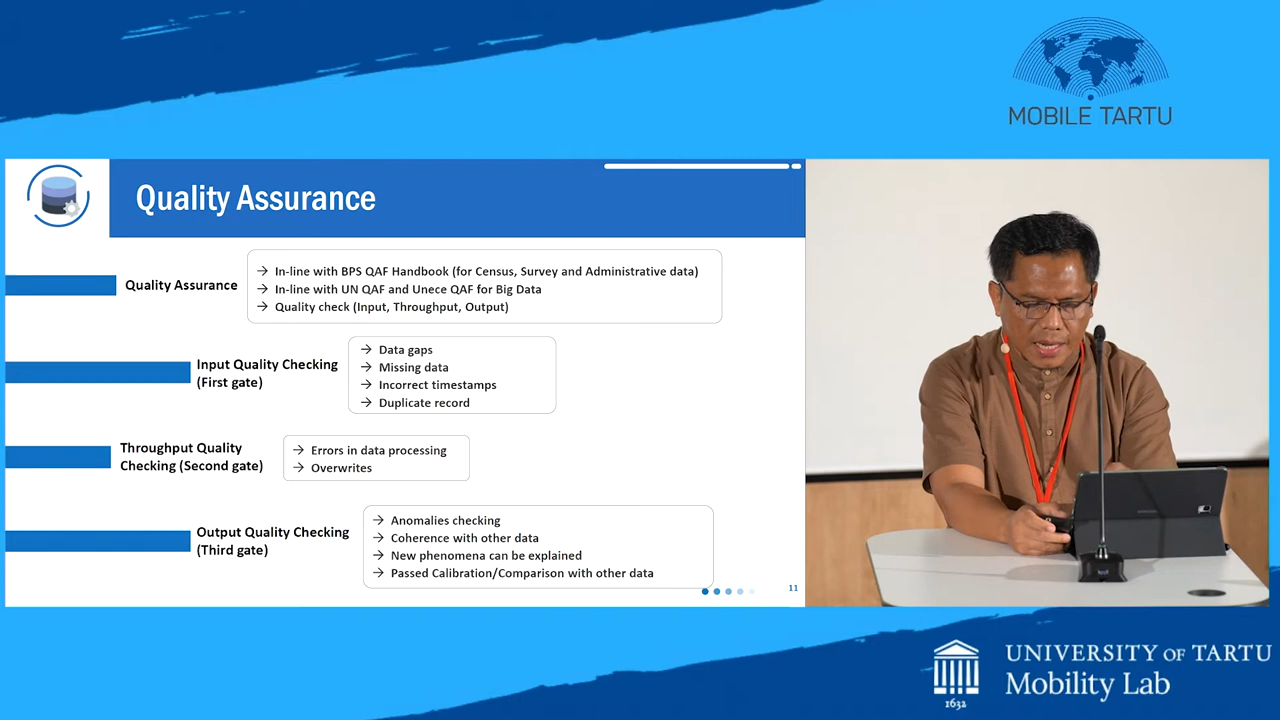 MOBILE TARTU
Quality Assurance
Quality Assurance
→ In-line with BPS QAF Handbook (for Census, Survey and Administrative data)
→ In-line with UN QAF and Unece QAF for Big Data
→ Quality check (Input, Throughput, Output)
Input Quality Checking
(First gate)
→ Data gaps
→ Missing data
→ Incorrect timestamps
→ Duplicate record
Throughput Quality
Checking (Second gate)
→ Errors in data processing
→ Overwrites
Output Quality Checking
(Third gate)
→ Anomalies checking
→ Coherence with other data
→ New phenomena can be explained
→ Passed Calibration/Comparison with other data
11
SAMSUNG
1632
UNIVERSITY OF TARTU
Mobility Lab